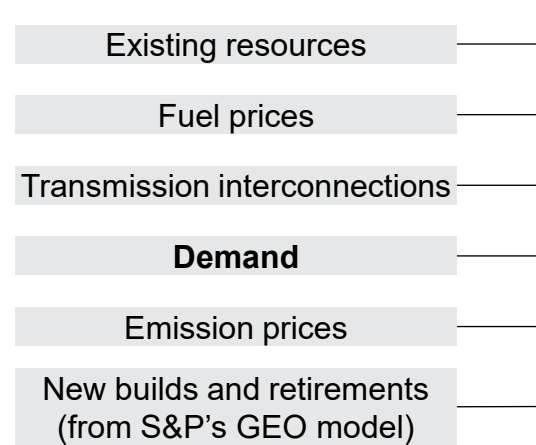 Existing resources
Fuel prices
Transmission interconnections
Demand
Emission prices
New builds and retirements
(from S&P's GEO model)